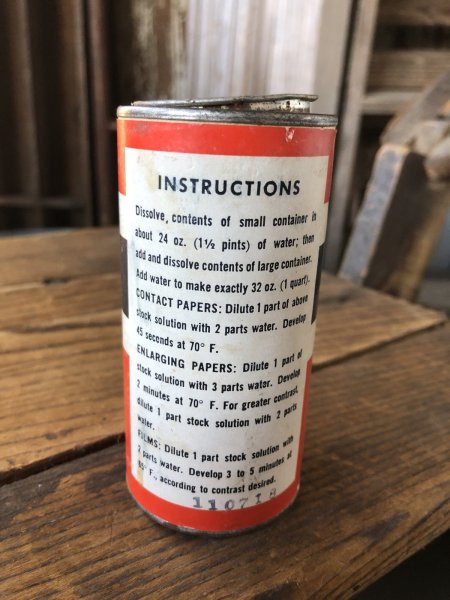 INSTRUCTIONS
Dissolve, contents of small container in
about 24 oz. (1½ pints) of water; then
add and dissolve contents of large container.
Add water to make exactly 32 oz. (1 quart).
CONTACT PAPERS: Dilute 1 part of above
stock solution with 2 parts water. Develop
45 seconds at 70° F.
ENLARGING PAPERS: Dilute 1 part of
stock solution with 3 parts water. Develop
2 minutes at 70° F. For greater contrast,
dilute 1 part stock solution with 2 parts
water.
FILMS: Dilute 1 part stock solution with
2 parts water. Develop 3 to 5 minutes at
65° F., according to contrast desired.
11071